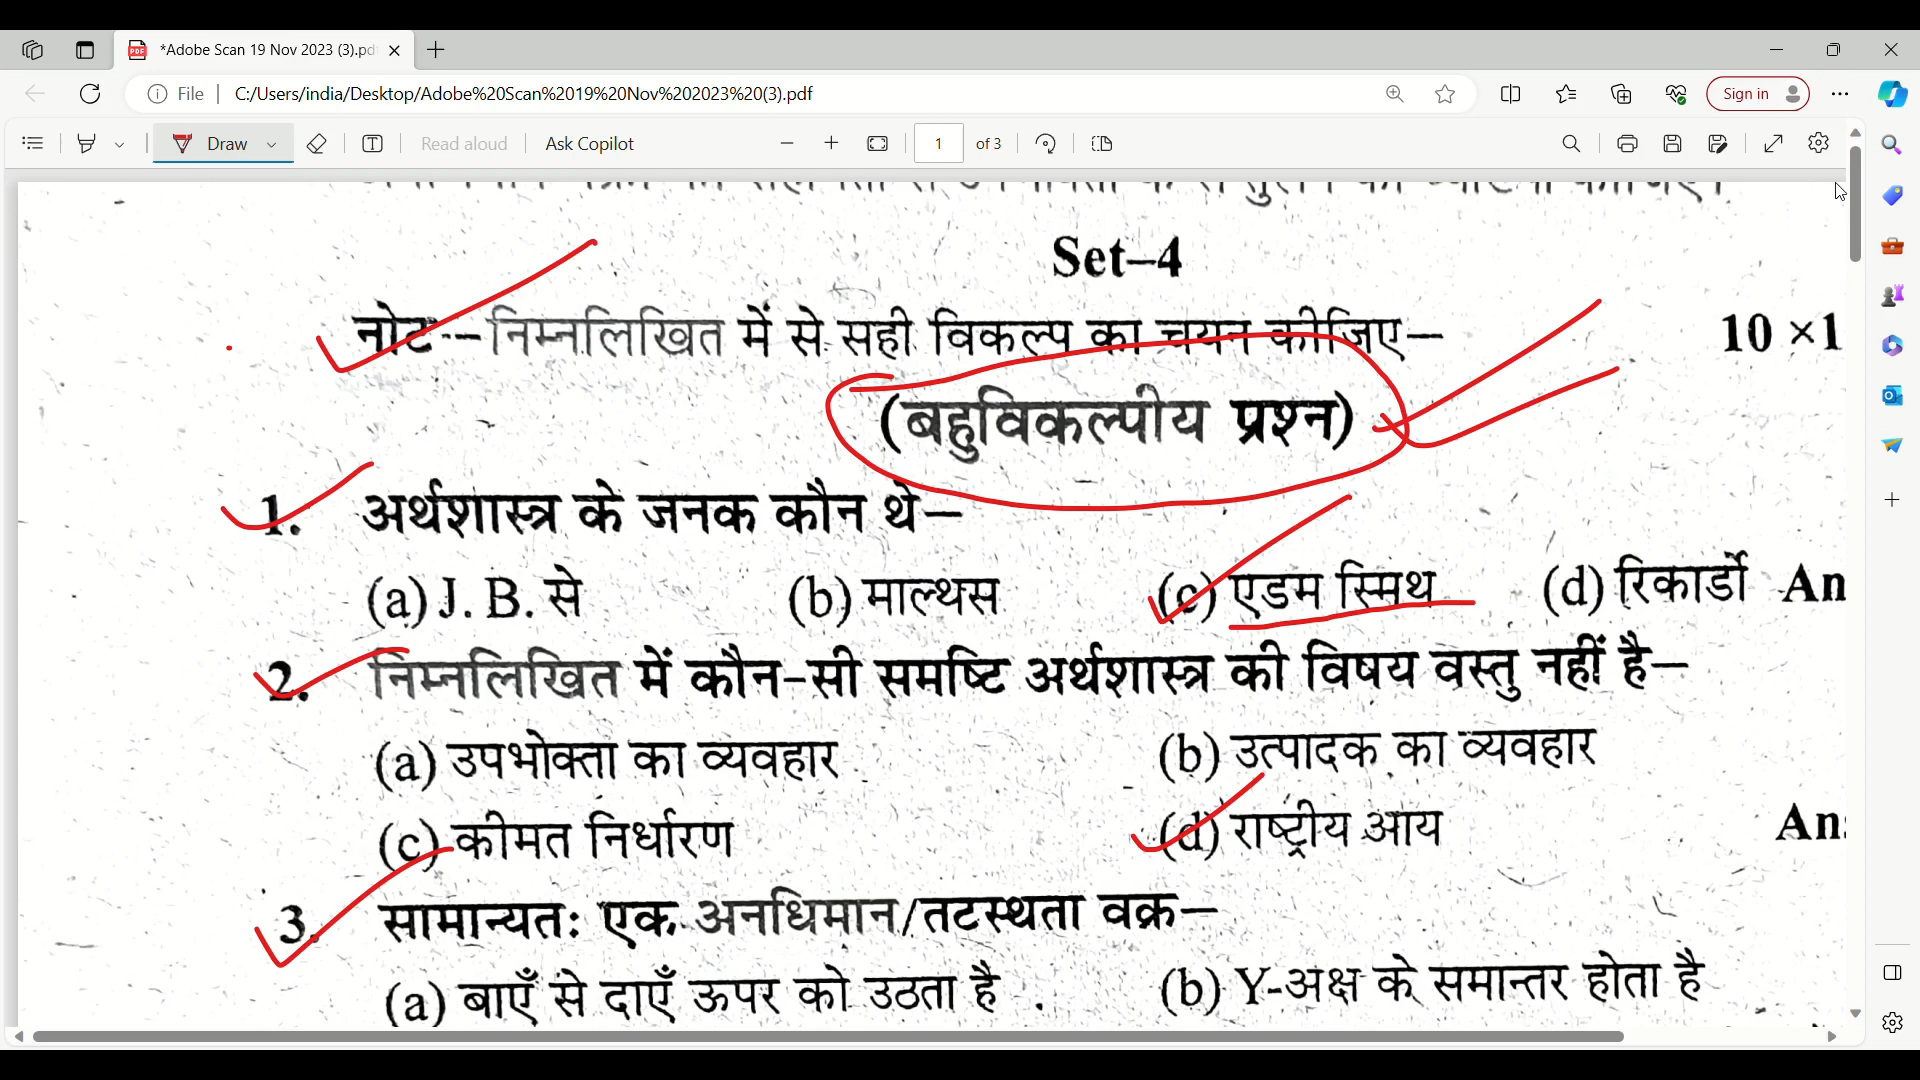 *Adobe Scan 19 Nov 2023 (3).pd
File C:/Users/india/Desktop/Adobe%20Scan%2019%20Nov%202023%20(3).pdf Sign in
Draw Read aloud Ask Copilot 1 of 3
Set–4
नोटः–निम्नलिखित में से सही विकल्प का चयन कीजिए– 10 ×1
(बहुविकल्पीय प्रश्न)
1. अर्थशास्त्र के जनक कौन थे–
(a) J. B. से (b) माल्थस (c) एडम स्मिथ (d) रिकार्डो An
2. निम्नलिखित में कौन-सी समष्टि अर्थशास्त्र की विषय वस्तु नहीं है–
(a) उपभोक्ता का व्यवहार (b) उत्पादक का व्यवहार
(c) कीमत निर्धारण (d) राष्ट्रीय आय Ans
3. सामान्यतः एक अनधिमान/तटस्थता वक्र–
(a) बाएँ से दाएँ ऊपर को उठता है (b) Y-अक्ष के समान्तर होता है